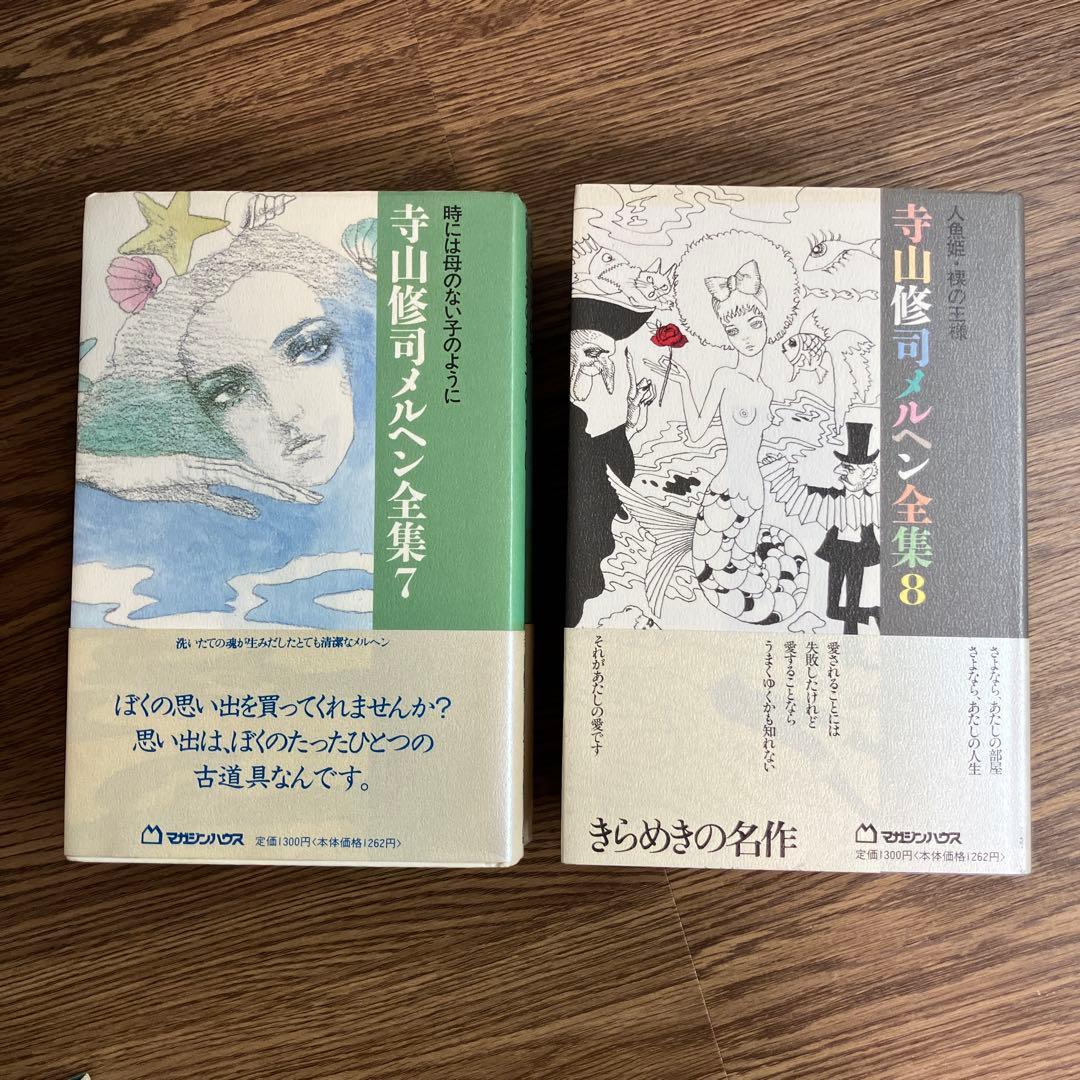 時には母のない子のように
寺山修司メルヘン全集7
洗いたての魂が生みだしたとても清潔なメルヘン
ぼくの思い出を買ってくれませんか?
思い出は、ぼくのたったひとつの
古道具なんです。
マガジンハウス
定価1300円〈本体価格1262円〉
人魚姫・裸の王様
寺山修司メルヘン全集8
さよなら、あたしの部屋
さよなら、あたしの人生
愛されることには
失敗したけれど
愛することなら
うまくゆくかも知れない
それがあたしの愛です
きらめきの名作
マガジンハウス
定価1300円〈本体価格1262円〉